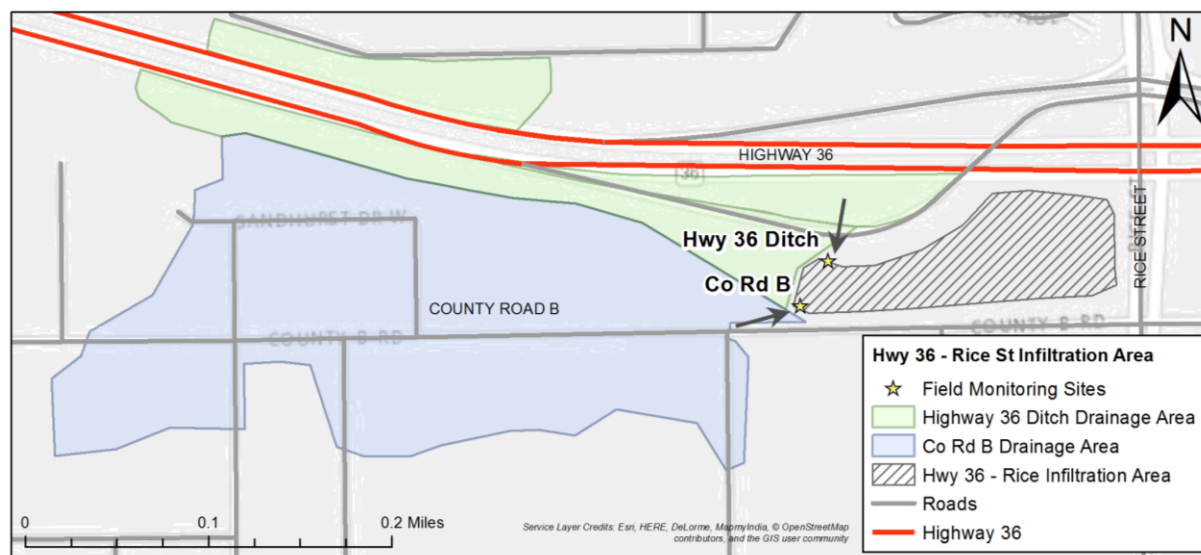 N
HIGHWAY 36
36
SANDHURST DR W
Hwy 36 Ditch
Co Rd B
RICE STREET
COUNTY ROAD B
COUNTY B RD
COUNTY B RD
Hwy 36 - Rice St Infiltration Area
Field Monitoring Sites
Highway 36 Ditch Drainage Area
Co Rd B Drainage Area
Hwy 36 - Rice Infiltration Area
Roads
Highway 36
0
0.1
0.2 Miles
Service Layer Credits: Esri, HERE, DeLorme, MapmyIndia, © OpenStreetMap
contributors, and the GIS user community